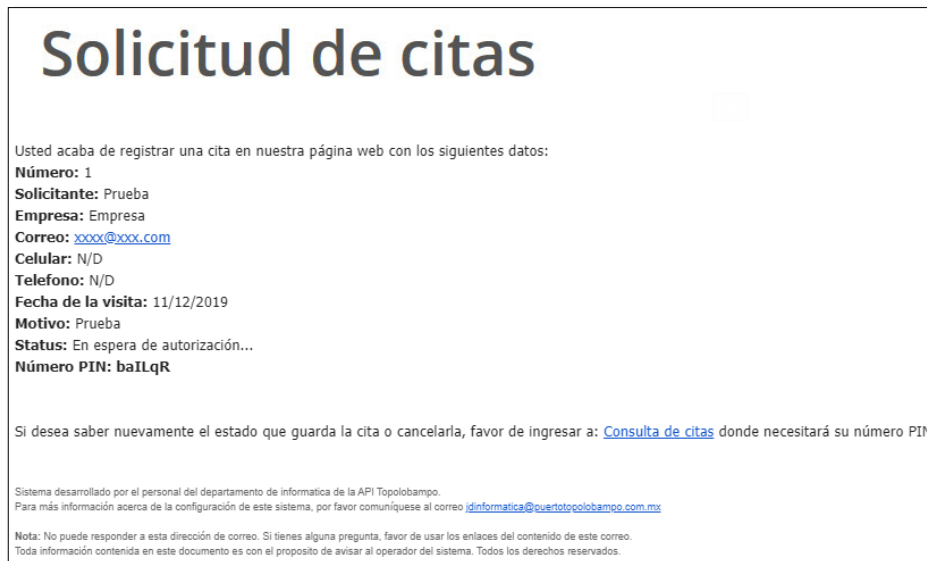 Solicitud de citas
Usted acaba de registrar una cita en nuestra página web con los siguientes datos:
Número: 1
Solicitante: Prueba
Empresa: Empresa
Correo: xxxx@xxx.com
Celular: N/D
Telefono: N/D
Fecha de la visita: 11/12/2019
Motivo: Prueba
Status: En espera de autorización...
Número PIN: baILqR
Si desea saber nuevamente el estado que guarda la cita o cancelarla, favor de ingresar a: Consulta de citas donde necesitará su número PIN
Sistema desarrollado por el personal del departamento de informatica de la API Topolobampo.
Para más información acerca de la configuración de este sistema, por favor comuníquese al correo jdinformatica@puertotopolobampo.com.mx
Nota: No puede responder a esta dirección de correo. Si tienes alguna pregunta, favor de usar los enlaces del contenido de este correo.
Toda información contenida en este documento es con el proposito de avisar al operador del sistema. Todos los derechos reservados.